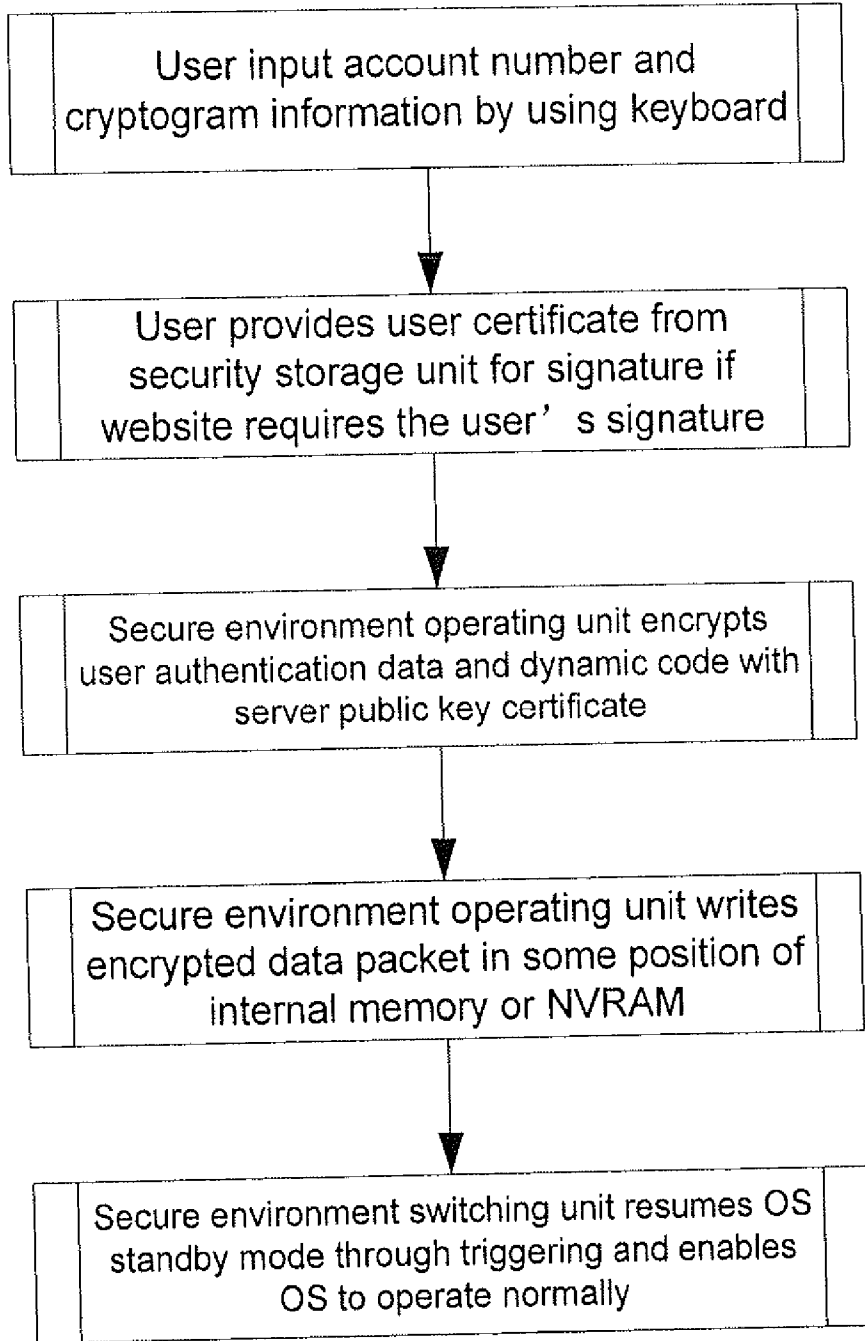 User input account number and
cryptogram information by using keyboard
User provides user certificate from
security storage unit for signature if
website requires the user’ s signature
Secure environment operating unit encrypts
user authentication data and dynamic code with
server public key certificate
Secure environment operating unit writes
encrypted data packet in some position of
internal memory or NVRAM
Secure environment switching unit resumes OS
standby mode through triggering and enables
OS to operate normally